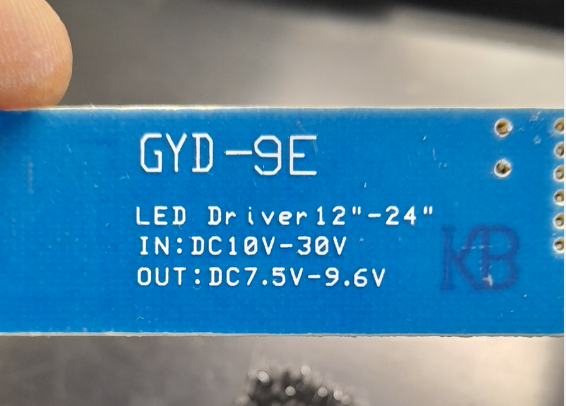 GYD-9E
LED Driver12"-24"
IN:DC10V-30V
OUT:DC7.5V-9.6V
KB